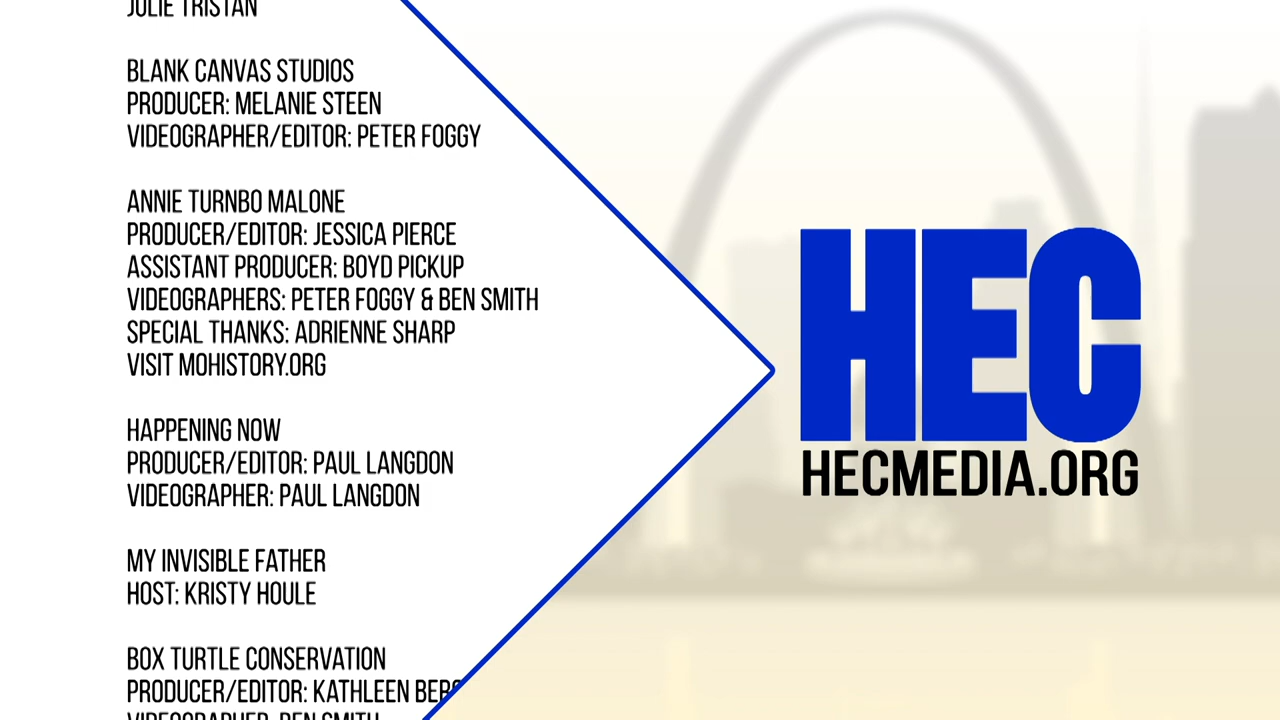 JULIE TRISTAN
BLANK CANVAS STUDIOS
PRODUCER: MELANIE STEEN
VIDEOGRAPHER/EDITOR: PETER FOGGY
ANNIE TURNBO MALONE
PRODUCER/EDITOR: JESSICA PIERCE
ASSISTANT PRODUCER: BOYD PICKUP
VIDEOGRAPHERS: PETER FOGGY & BEN SMITH
SPECIAL THANKS: ADRIENNE SHARP
VISIT MOHISTORY.ORG
HAPPENING NOW
PRODUCER/EDITOR: PAUL LANGDON
VIDEOGRAPHER: PAUL LANGDON
MY INVISIBLE FATHER
HOST: KRISTY HOULE
BOX TURTLE CONSERVATION
PRODUCER/EDITOR: KATHLEEN
VIDEOGRAPHER: BEN SMITH
HEC
HECMEDIA.ORG